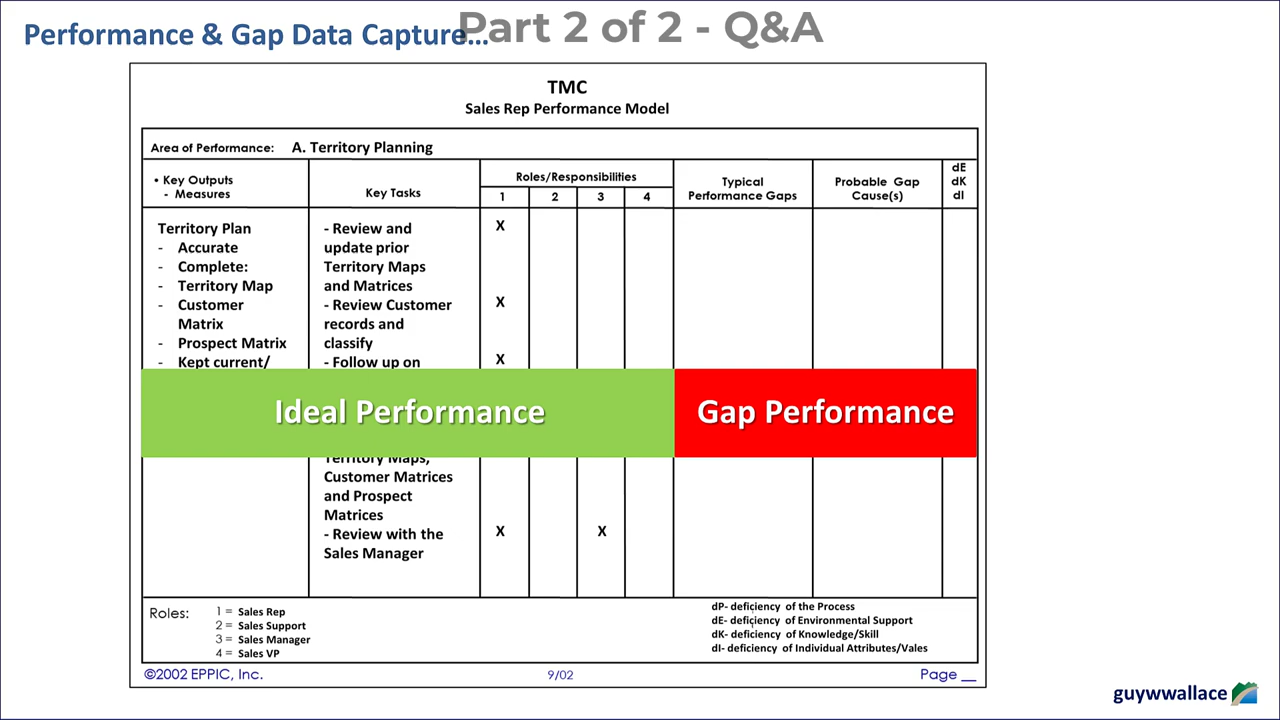 Performance & Gap Data Capture…
Part 2 of 2 - Q&A
TMC
Sales Rep Performance Model
Area of Performance: A. Territory Planning
• Key Outputs
- Measures
Key Tasks
Roles/Responsibilities
1 2 3 4
Typical
Performance Gaps
Probable Gap
Cause(s)
dE
dK
dI
Territory Plan
- Accurate
- Complete:
- Territory Map
- Customer
Matrix
- Prospect Matrix
- Kept current/
- Review and
update prior
Territory Maps
and Matrices
- Review Customer
records and
classify
- Follow up on
X
X
X
Ideal Performance
Gap Performance
Territory Maps,
Customer Matrices
and Prospect
Matrices
- Review with the
Sales Manager
X X
Roles:
1 = Sales Rep
2 = Sales Support
3 = Sales Manager
4 = Sales VP
dP- deficiency of the Process
dE- deficiency of Environmental Support
dK- deficiency of Knowledge/Skill
dI- deficiency of Individual Attributes/Vales
©2002 EPPIC, Inc.
9/02
Page __
guywwallace